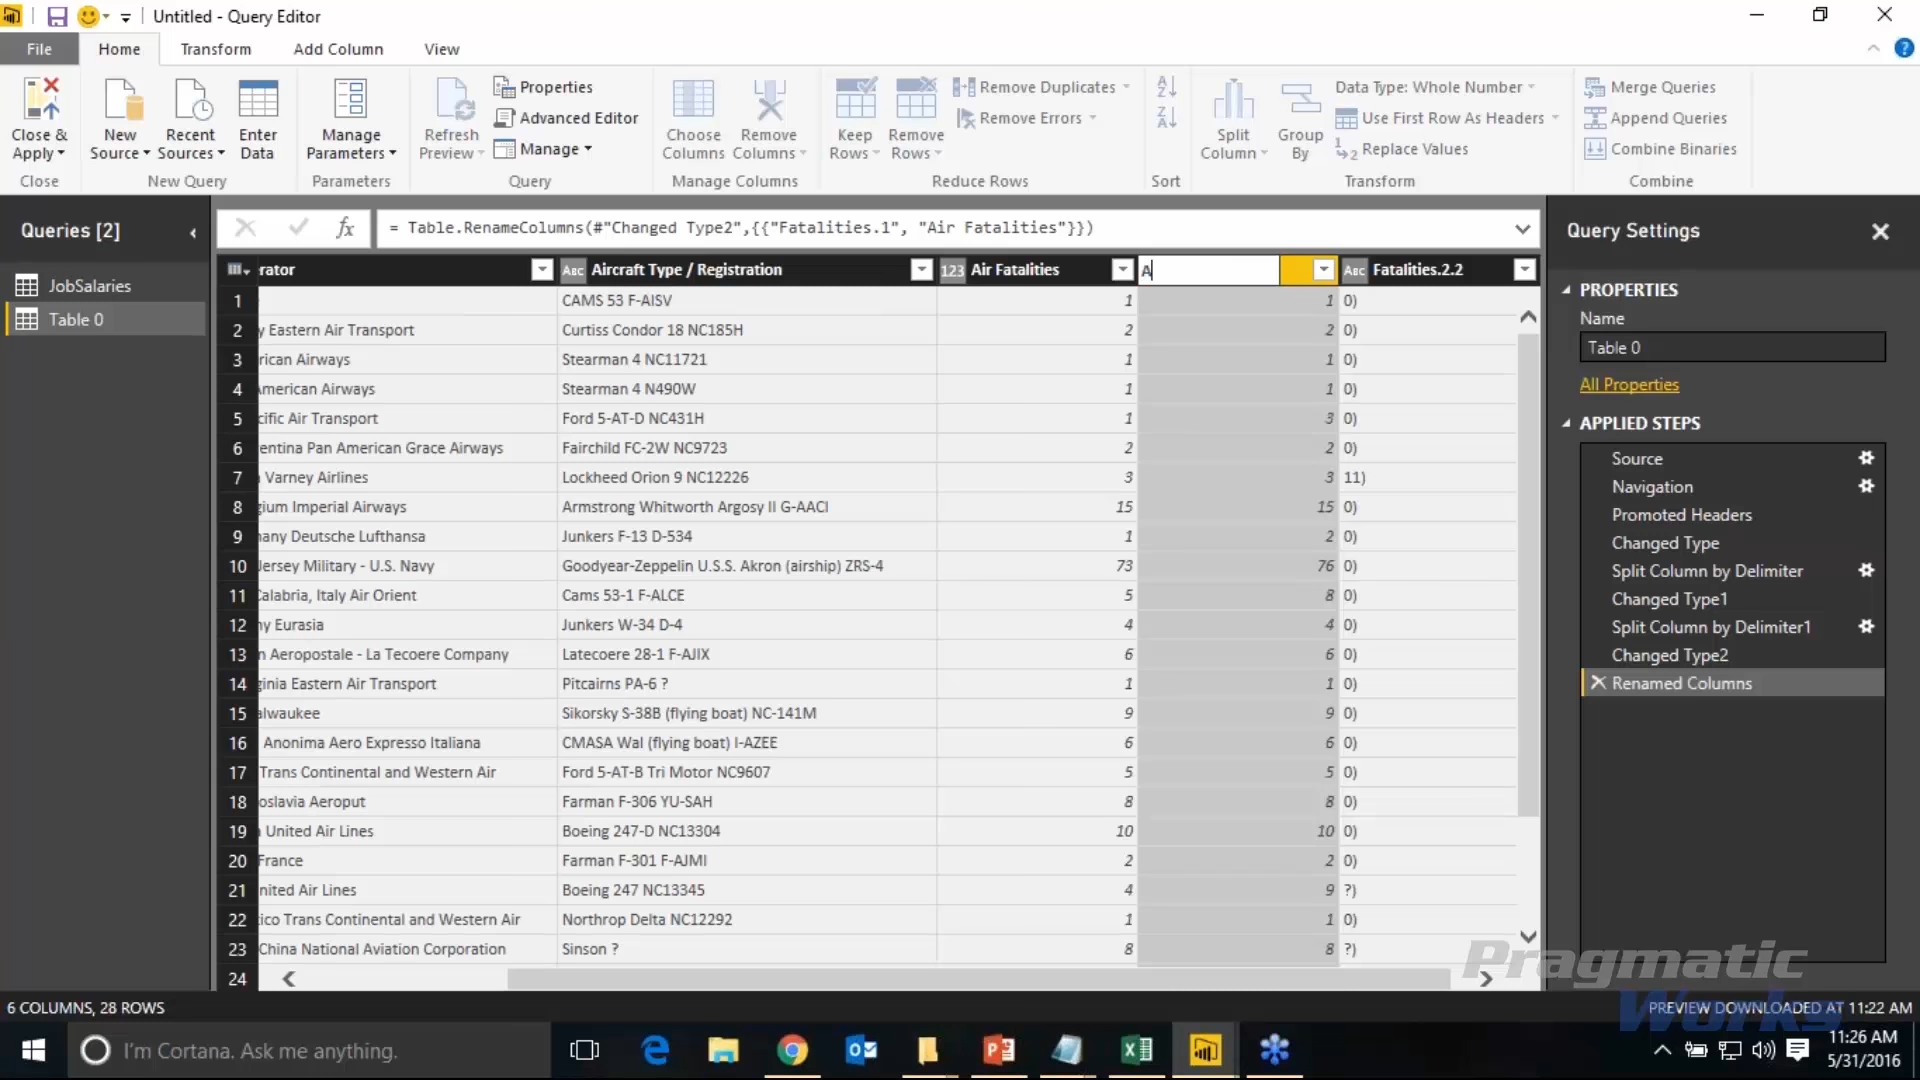 Untitled - Query Editor
File Home Transform Add Column View
Close & Apply
New Source
Recent Sources
Enter Data
Manage Parameters
Refresh Preview
Properties
Advanced Editor
Manage
Choose Columns
Remove Columns
Keep Rows
Remove Rows
Remove Duplicates
Remove Errors
Split Column
Group By
Data Type: Whole Number
Use First Row As Headers
Replace Values
Merge Queries
Append Queries
Combine Binaries
Close New Query Parameters Query Manage Columns Reduce Rows Sort Transform Combine
Queries [2]
JobSalaries
Table 0
fx = Table.RenameColumns(#"Changed Type2",{{"Fatalities.1", "Air Fatalities"}})
rator ABC Aircraft Type / Registration 123 Air Fatalities A ABC Fatalities.2.2
1 CAMS 53 F-AISV 1 1 0)
2 y Eastern Air Transport Curtiss Condor 18 NC185H 2 2 0)
3 rican Airways Stearman 4 NC11721 1 1 0)
4 American Airways Stearman 4 N490W 1 1 0)
5 cific Air Transport Ford 5-AT-D NC431H 1 3 0)
6 entina Pan American Grace Airways Fairchild FC-2W NC9723 2 2 0)
7 Varney Airlines Lockheed Orion 9 NC12226 3 3 11)
8 gium Imperial Airways Armstrong Whitworth Argosy II G-AACI 15 15 0)
9 many Deutsche Lufthansa Junkers F-13 D-534 1 2 0)
10 Jersey Military - U.S. Navy Goodyear-Zeppelin U.S.S. Akron (airship) ZRS-4 73 76 0)
11 Calabria, Italy Air Orient Cams 53-1 F-ALCE 5 8 0)
12 ny Eurasia Junkers W-34 D-4 4 4 0)
13 n Aeropostale - La Tecoere Company Latecoere 28-1 F-AJIX 6 6 0)
14 ginia Eastern Air Transport Pitcairns PA-6 ? 1 1 0)
15 alwaukee Sikorsky S-38B (flying boat) NC-141M 9 9 0)
16 Anonima Aero Expresso Italiana CMASA Wal (flying boat) I-AZEE 6 6 0)
17 Trans Continental and Western Air Ford 5-AT-B Tri Motor NC9607 5 5 0)
18 oslavia Aeroput Farman F-306 YU-SAH 8 8 0)
19 United Air Lines Boeing 247-D NC13304 10 10 0)
20 France Farman F-301 F-AJMI 2 2 0)
21 nited Air Lines Boeing 247 NC13345 4 9 ?)
22 ico Trans Continental and Western Air Northrop Delta NC12292 1 1 0)
23 China National Aviation Corporation Sinson ? 8 8 ?)
24
Query Settings
PROPERTIES
Name
Table 0
All Properties
APPLIED STEPS
Source
Navigation
Promoted Headers
Changed Type
Split Column by Delimiter
Changed Type1
Split Column by Delimiter1
Changed Type2
Renamed Columns
Pragmatic
Works
6 COLUMNS, 28 ROWS
PREVIEW DOWNLOADED AT 11:22 AM
I'm Cortana. Ask me anything.
11:26 AM
5/31/2016